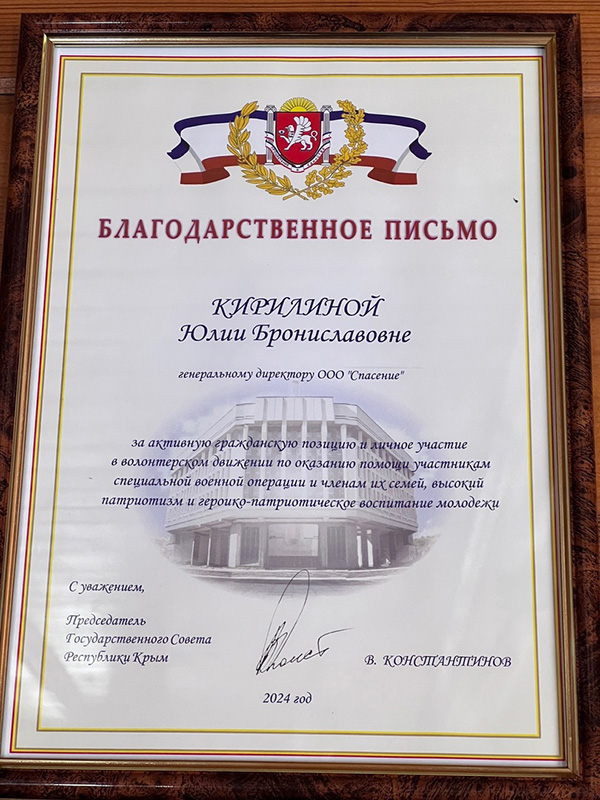 БЛАГОДАРСТВЕННОЕ ПИСЬМО
КИРИЛИНОЙ
Юлии Брониславовне
генеральному директору ООО "Спасение"
за активную гражданскую позицию и личное участие
в волонтерском движении по оказанию помощи участникам
специальной военной операции и членам их семей, высокий
патриотизм и героико-патриотическое воспитание молодежи
С уважением,
Председатель
Государственного Совета
Республики Крым
В. КОНСТАНТИНОВ
2024 год